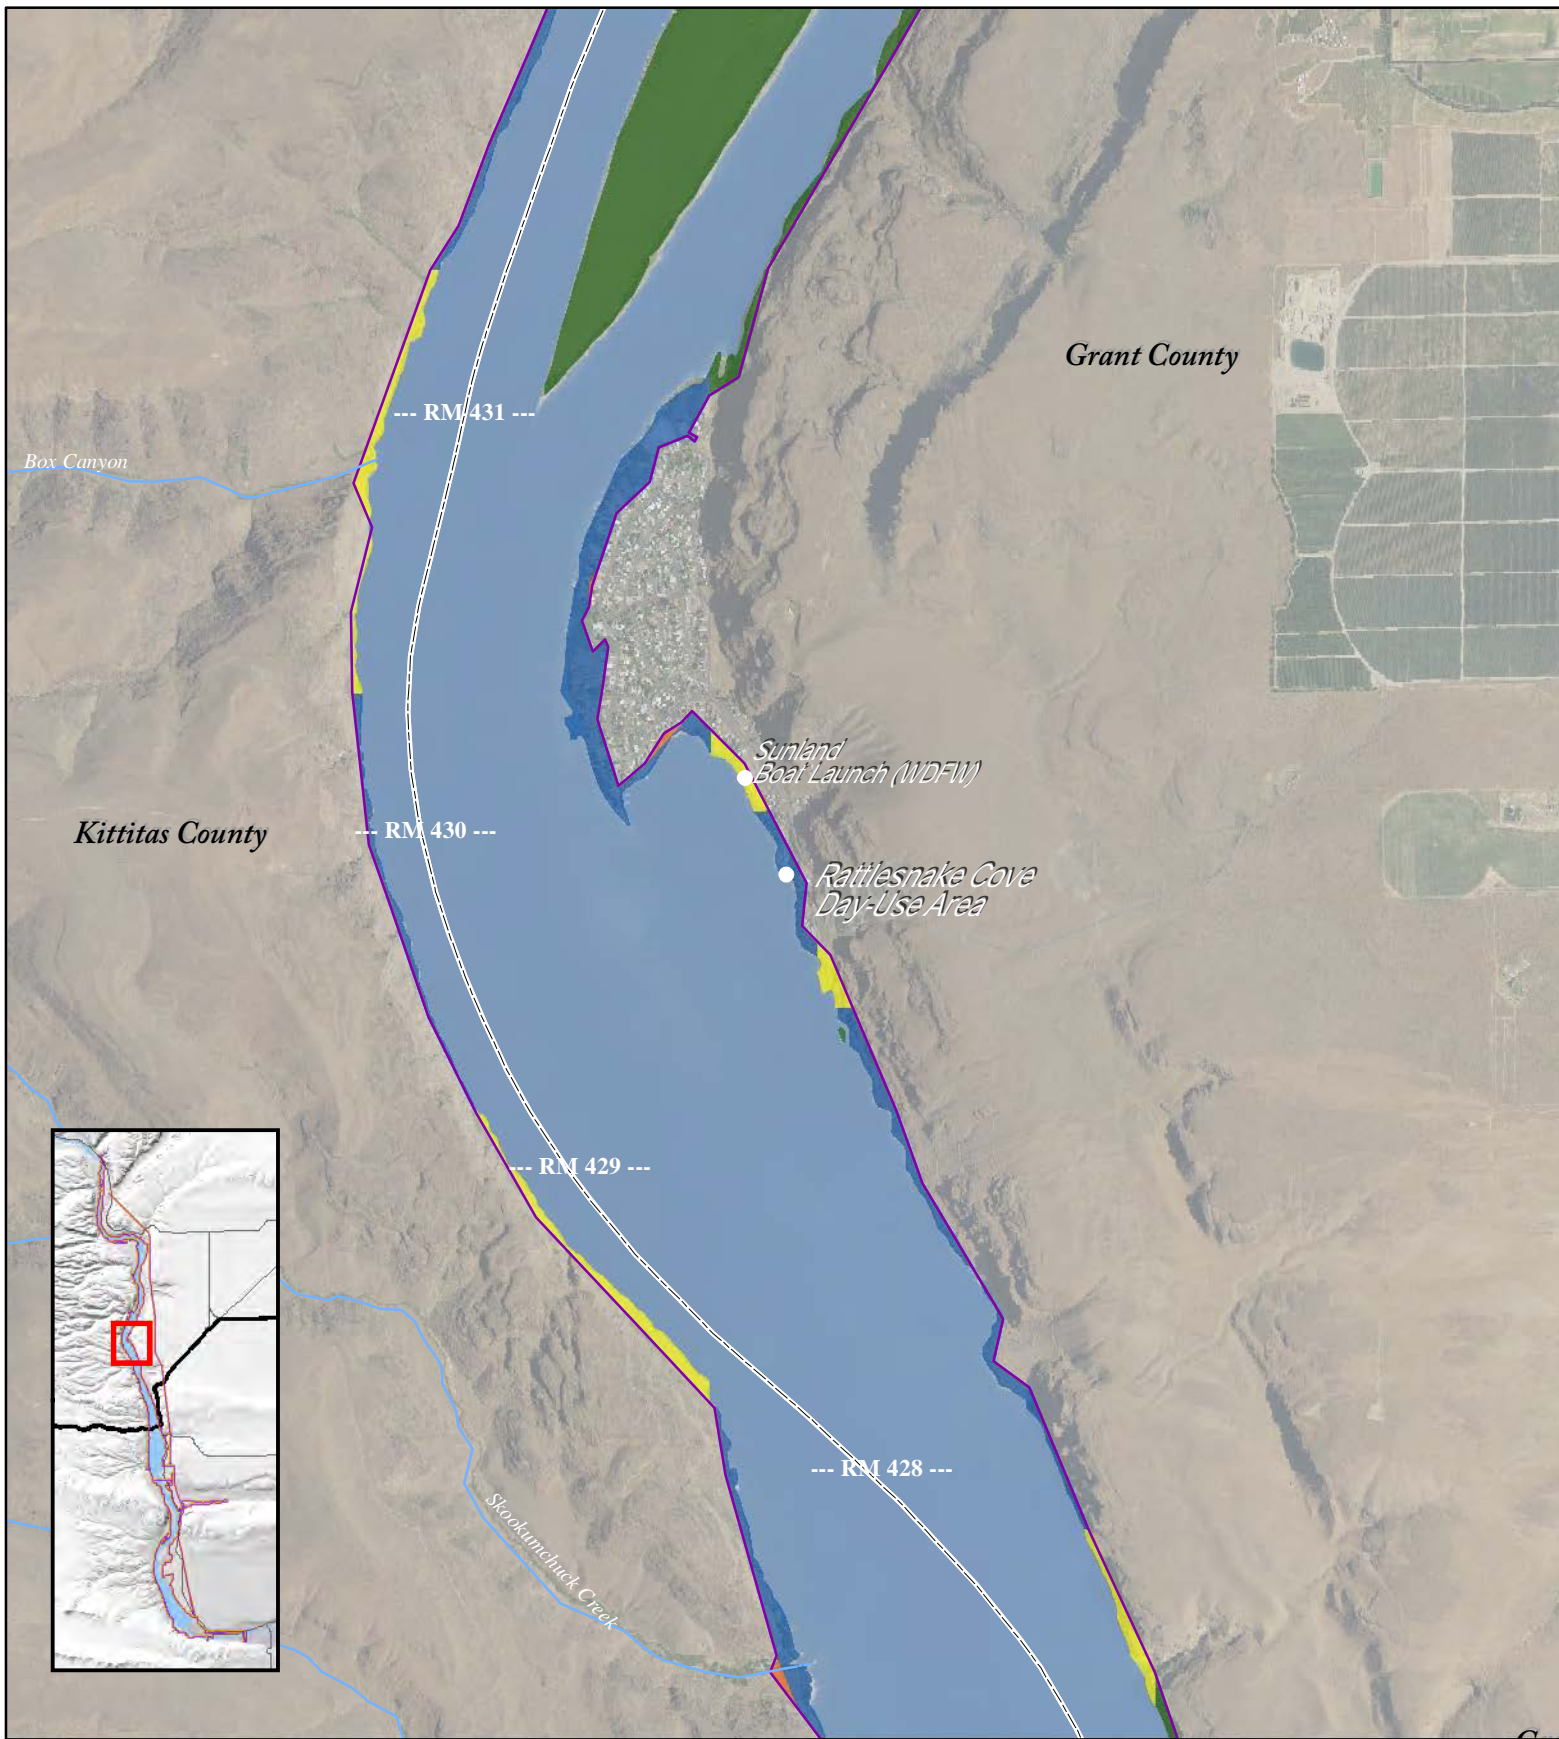 Grant County
--- RM 431 ---
Box Canyon
Sunland
Boat Launch (WDFW)
Kittitas County
--- RM 430 ---
Rattlesnake Cove
Day-Use Area
--- RM 429 ---
--- RM 428 ---
Skookumchuck Creek